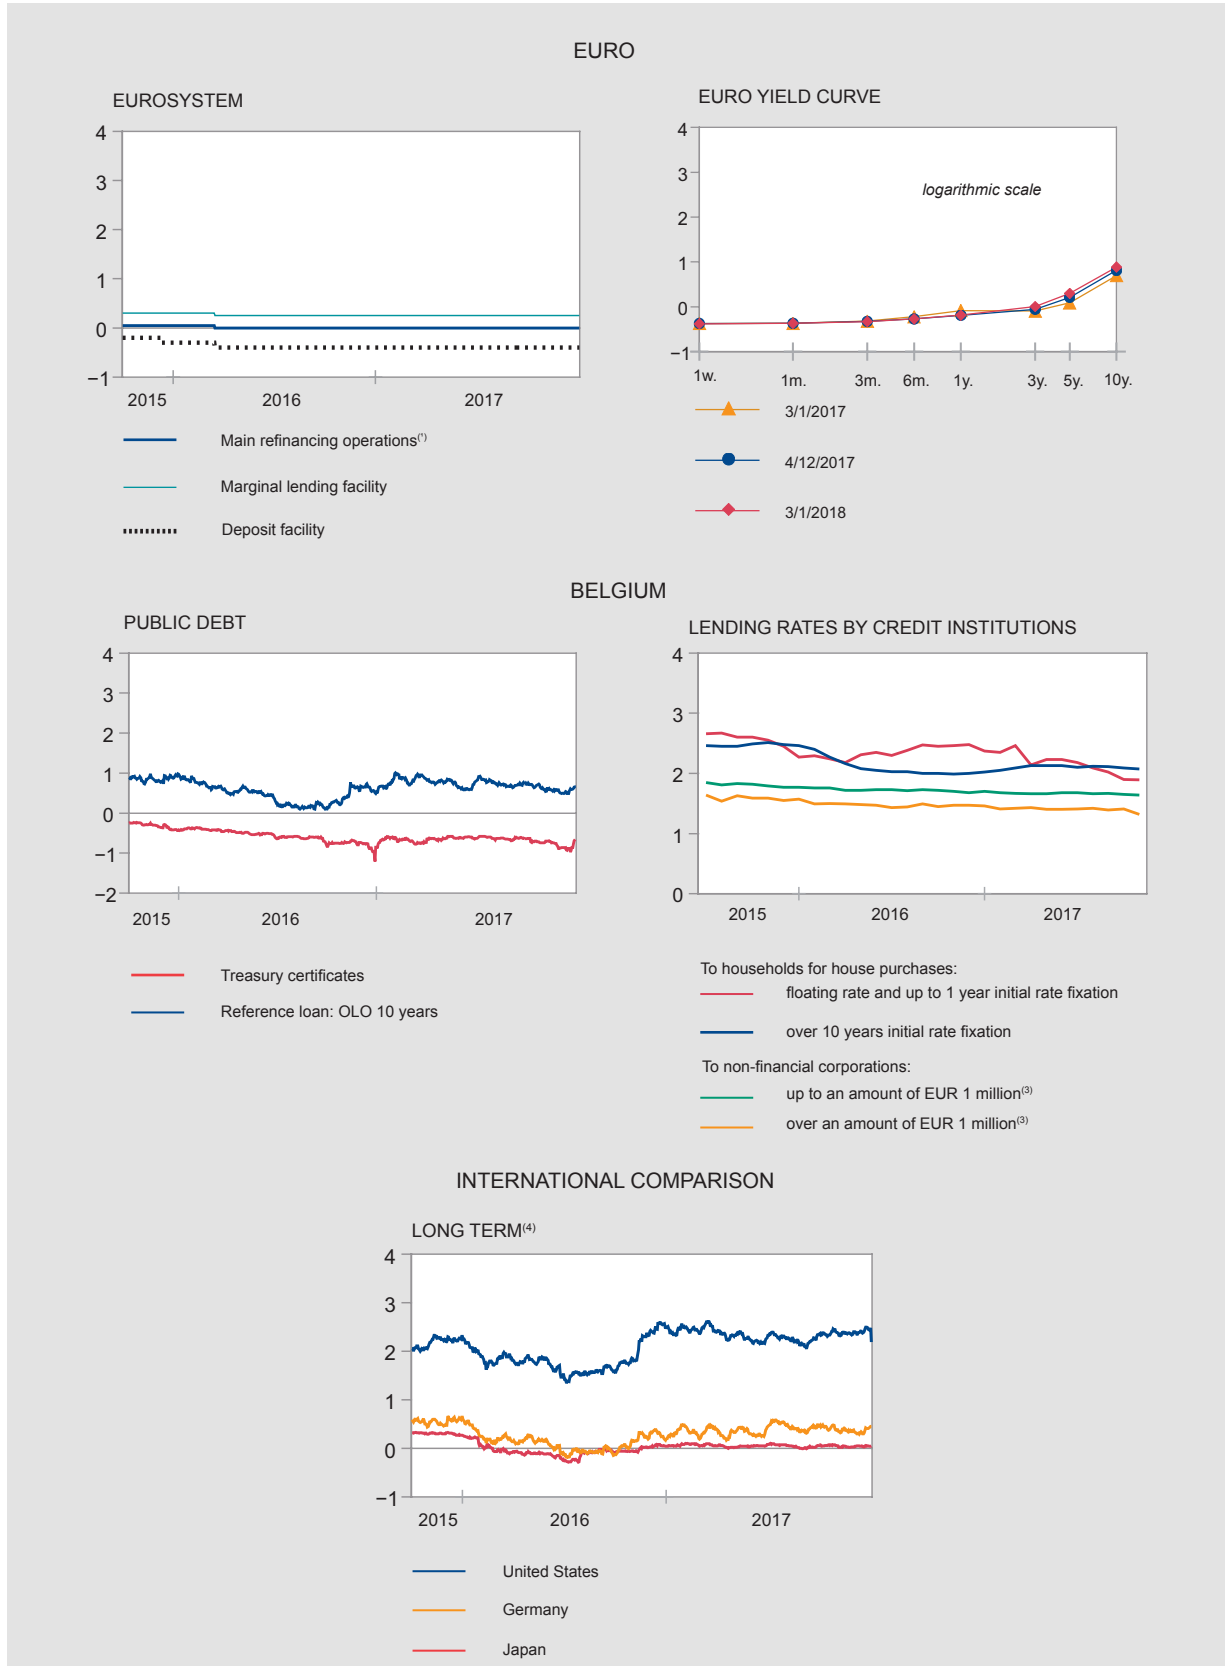 EURO
EUROSYSTEM
4
3
2
1
0
−1
2015 2016 2017
Main refinancing operations(*)
Marginal lending facility
Deposit facility
EURO YIELD CURVE
4
3
2
1
0
−1
logarithmic scale
1w. 1m. 3m. 6m. 1y. 3y. 5y. 10y.
3/1/2017
4/12/2017
3/1/2018
BELGIUM
PUBLIC DEBT
4
3
2
1
0
−1
−2
2015 2016 2017
Treasury certificates
Reference loan: OLO 10 years
LENDING RATES BY CREDIT INSTITUTIONS
4
3
2
1
0
2015 2016 2017
To households for house purchases:
floating rate and up to 1 year initial rate fixation
over 10 years initial rate fixation
To non-financial corporations:
up to an amount of EUR 1 million(3)
over an amount of EUR 1 million(3)
INTERNATIONAL COMPARISON
LONG TERM(4)
4
3
2
1
0
−1
2015 2016 2017
United States
Germany
Japan